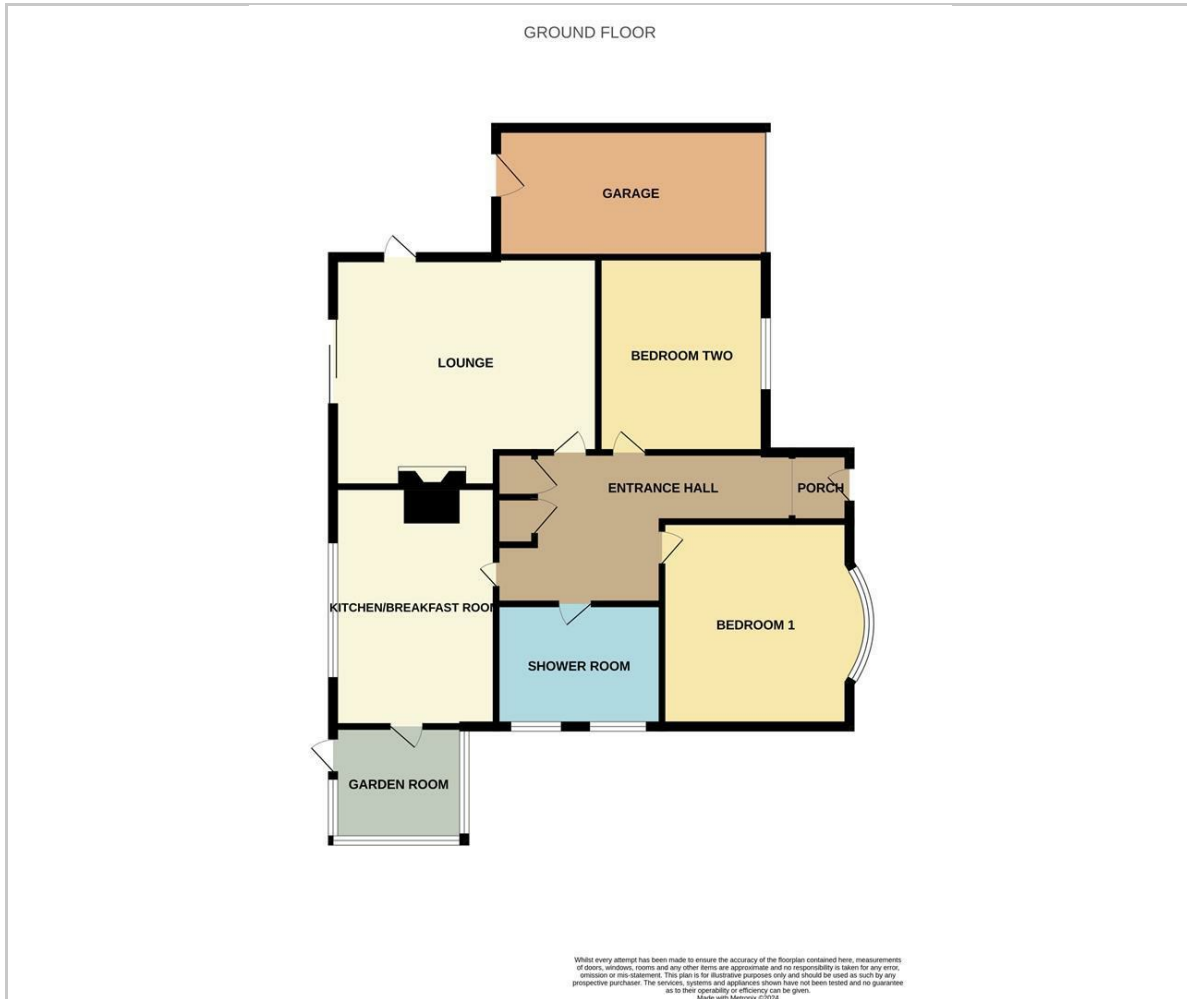 GROUND FLOOR
GARAGE
LOUNGE
BEDROOM TWO
ENTRANCE HALL
PORCH
KITCHEN/BREAKFAST ROOM
BEDROOM 1
SHOWER ROOM
GARDEN ROOM
Whilst every attempt has been made to ensure the accuracy of the floorplan contained here, measurements
of doors, windows, rooms and any other items are approximate and no responsibility is taken for any error,
omission or mis-statement. This plan is for illustrative purposes only and should be used as such by any
prospective purchaser. The services, systems and appliances shown have not been tested and no guarantee
as to their operability or efficiency can be given.
Made with Metropix ©2024